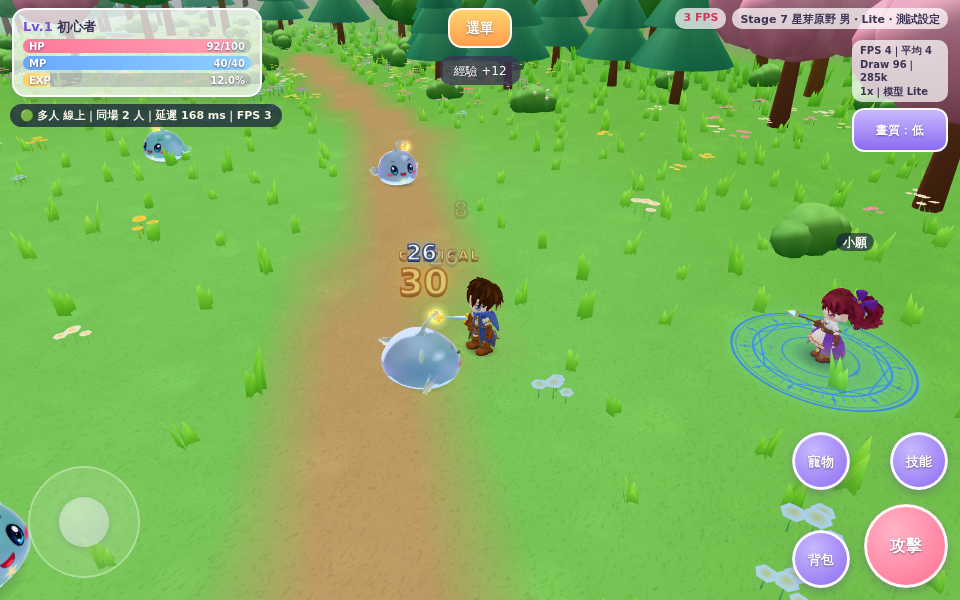 Lv.1 初心者
HP 92/100
MP 40/40
EXP 12.0%
🟢 多人 線上｜同場 2 人｜延遲 168 ms｜FPS 3
選單
經驗 +12
3 FPS
Stage 7 星芽原野 男・Lite・測試設定
FPS 4｜平均 4
Draw 96｜
285k
1x｜模型 Lite
畫質：低
8
26
30
小願
寵物
技能
背包
攻擊